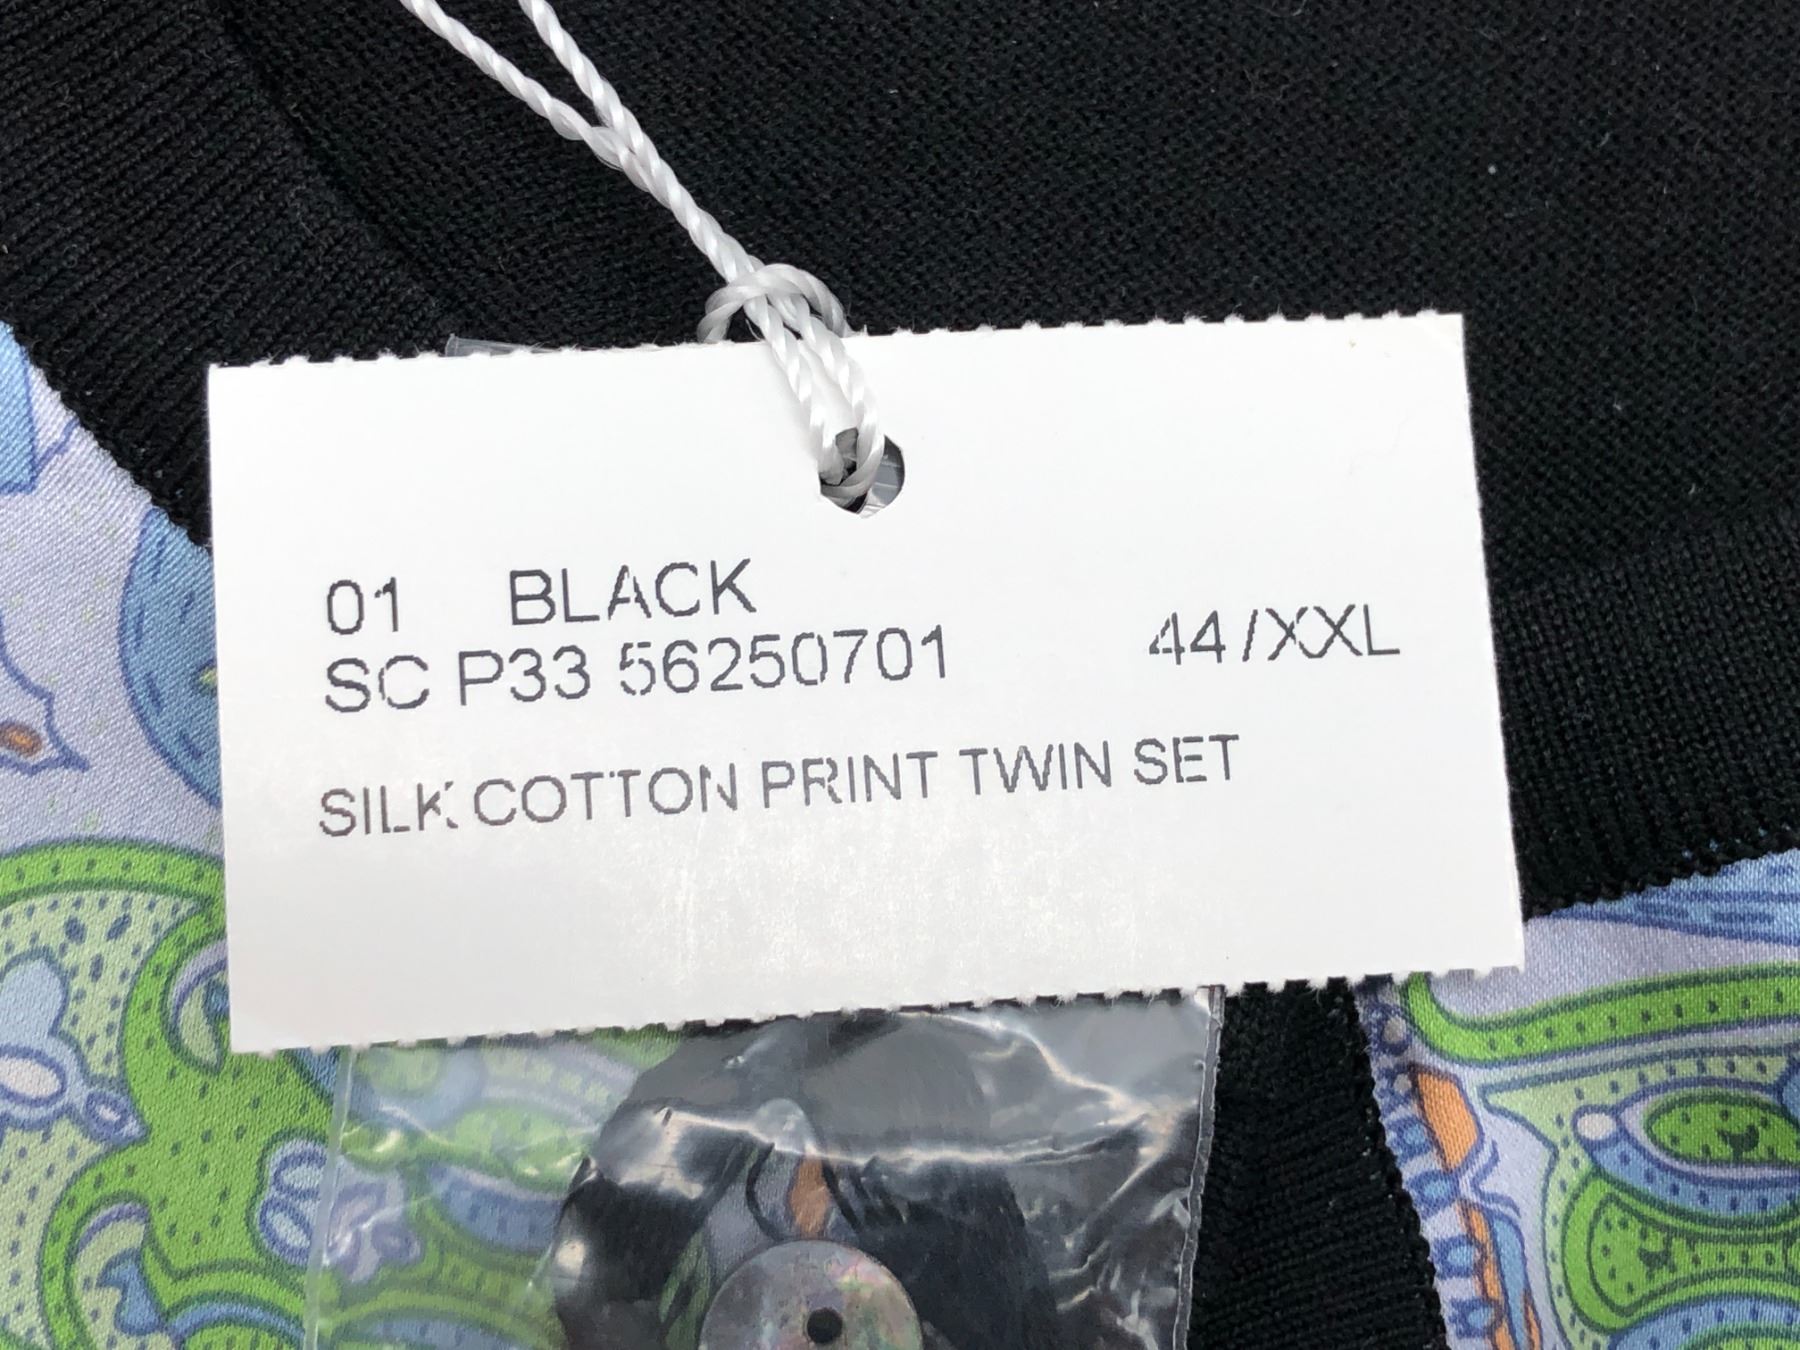 01 BLACK
SC P33 56250701 44/XXL
SILK COTTON PRINT TWIN SET